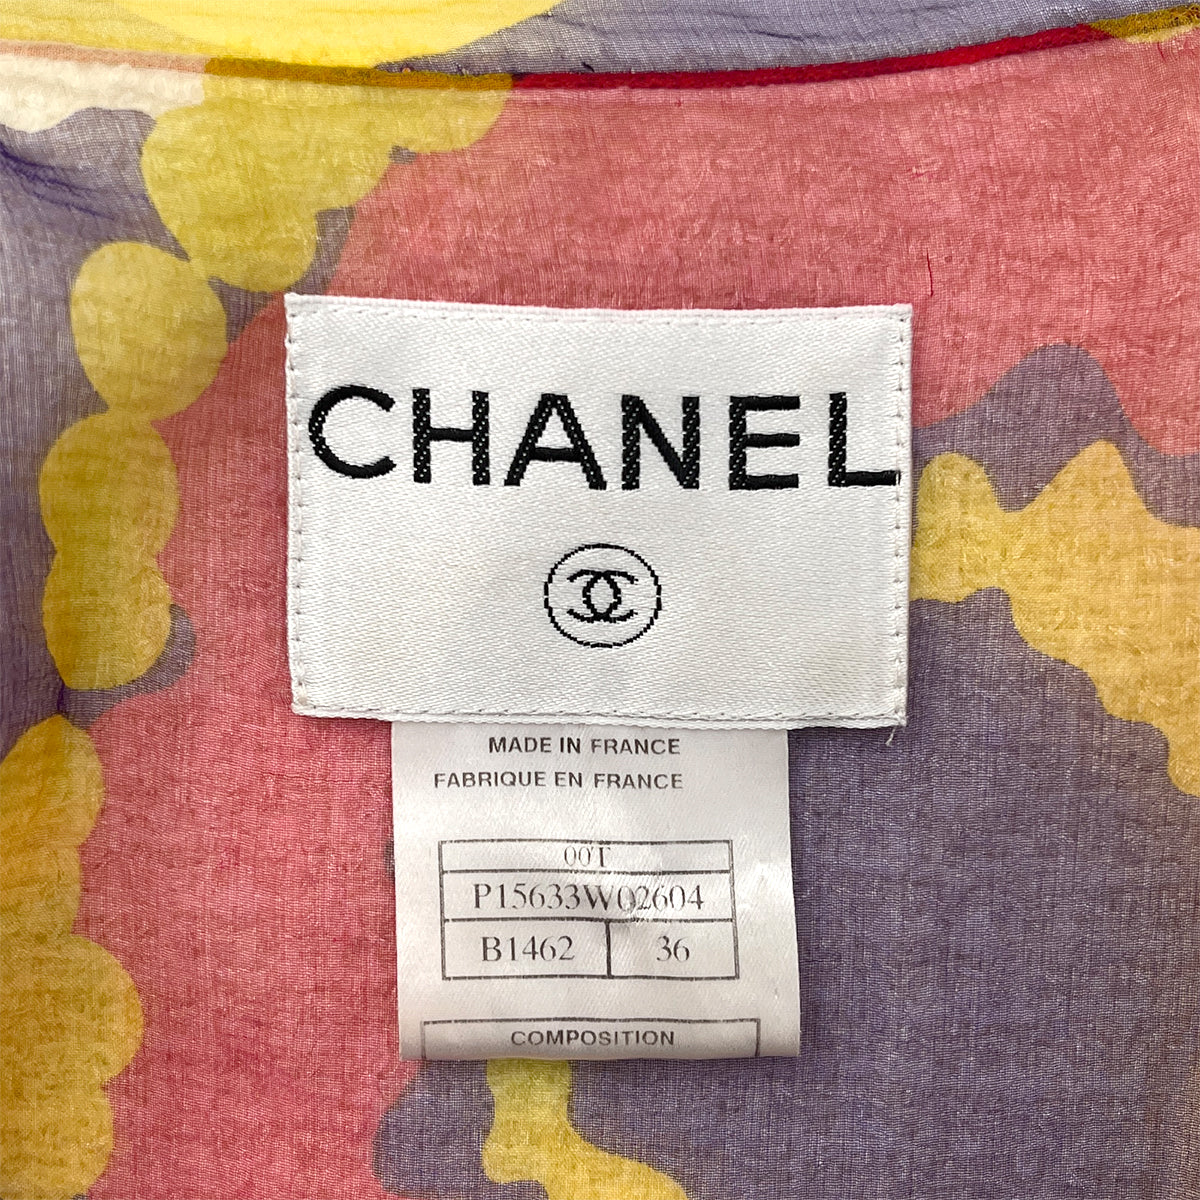 CHANEL
MADE IN FRANCE
FABRIQUE EN FRANCE
00T
P15633W02604
B1462 36
COMPOSITION